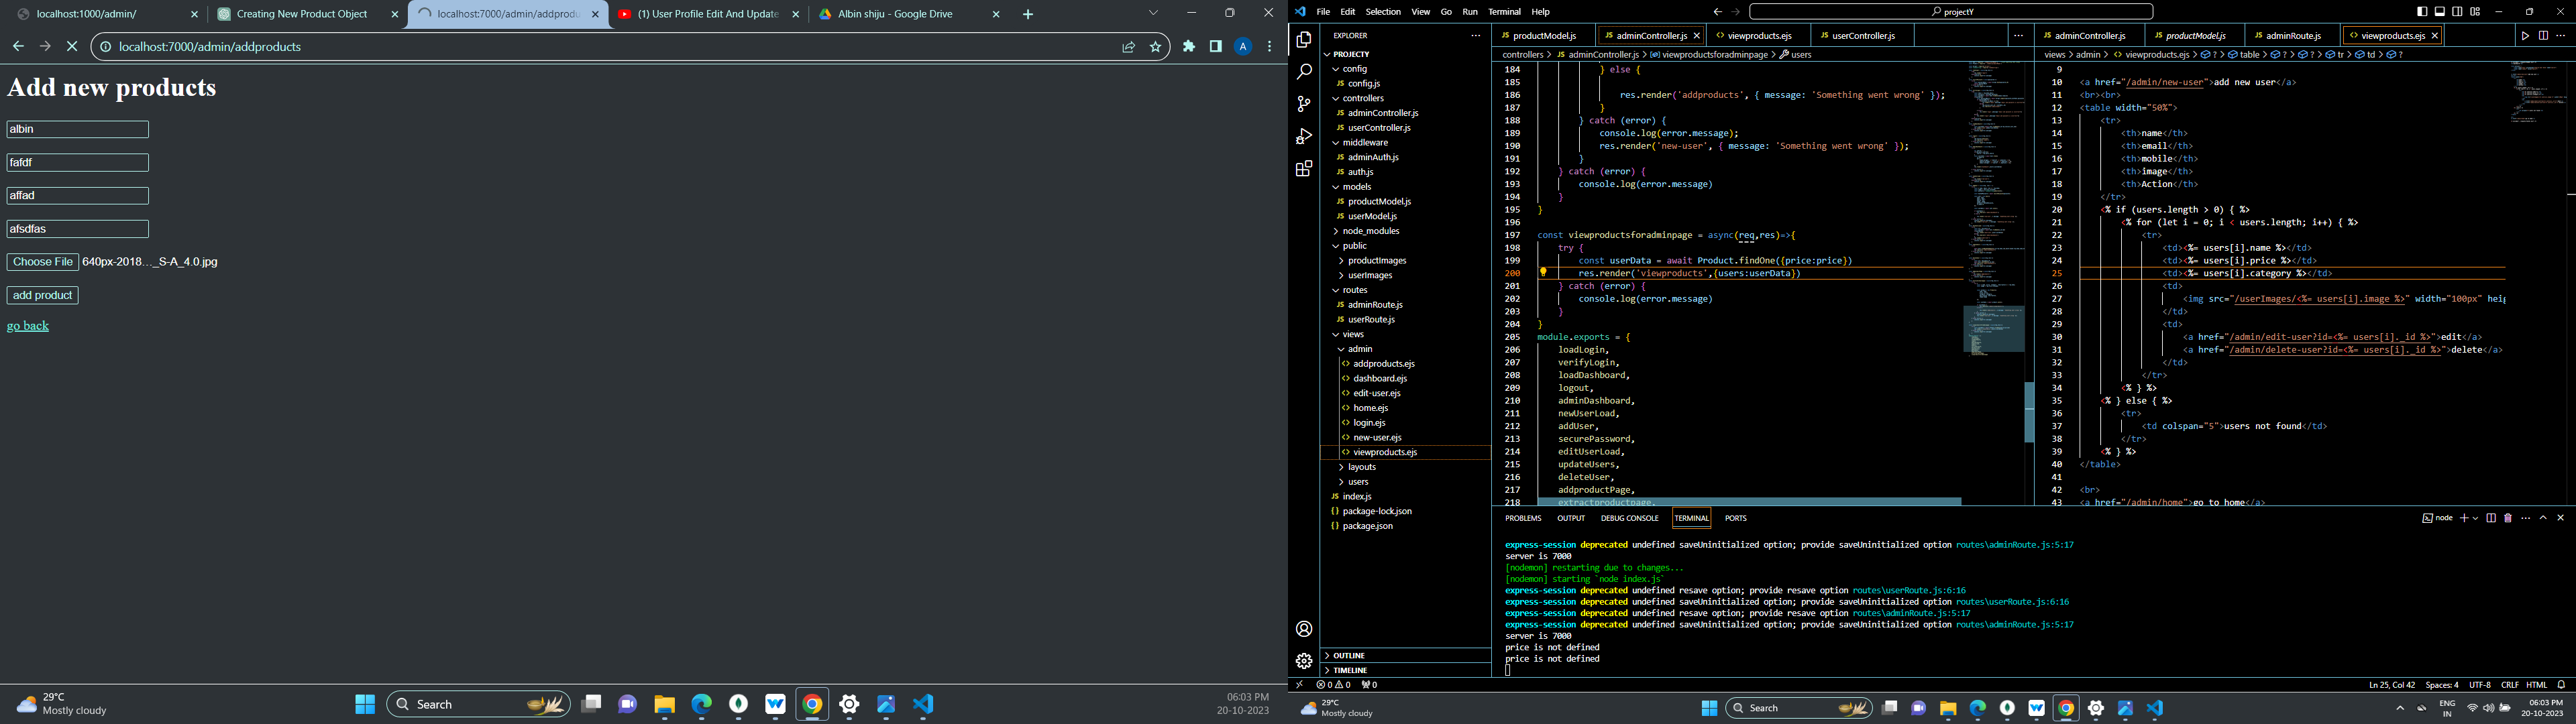 localhost:1000/admin/
Creating New Product Object
localhost:7000/admin/addprodu
(1) User Profile Edit And Update
Albin shiju - Google Drive
localhost:7000/admin/addproducts
A
Add new products
albin
fafdf
affad
afsdfas
Choose File 640px-2018…_S-A_4.0.jpg
add product
go back
29°C
Mostly cloudy
Search
06:03 PM
20-10-2023
File Edit Selection View Go Run Terminal Help
projectY
EXPLORER
PROJECTY
config
JS config.js
controllers
JS adminController.js
JS userController.js
middleware
JS adminAuth.js
JS auth.js
models
JS productModel.js
JS userModel.js
node_modules
public
productImages
userImages
routes
JS adminRoute.js
JS userRoute.js
views
admin
<> addproducts.ejs
<> dashboard.ejs
<> edit-user.ejs
<> home.ejs
<> login.ejs
<> new-user.ejs
<> viewproducts.ejs
layouts
users
JS index.js
{} package-lock.json
{} package.json
OUTLINE
TIMELINE
JS productModel.js JS adminController.js <> viewproducts.ejs JS userController.js
controllers > JS adminController.js > viewproductsforadminpage > users
184 } else {
185
186 res.render('addproducts', { message: 'Something went wrong' });
187 }
188 } catch (error) {
189 console.log(error.message);
190 res.render('new-user', { message: 'Something went wrong' });
191 }
192 } catch (error) {
193 console.log(error.message)
194 }
195 }
196
197 const viewproductsforadminpage = async(req,res)=>{
198 try {
199 const userData = await Product.findOne({price:price})
200 res.render('viewproducts',{users:userData})
201 } catch (error) {
202 console.log(error.message)
203 }
204 }
205 module.exports = {
206 loadLogin,
207 verifyLogin,
208 loadDashboard,
209 logout,
210 adminDashboard,
211 newUserLoad,
212 addUser,
213 securePassword,
214 editUserLoad,
215 updateUsers,
216 deleteUser,
217 addproductPage,
218 extractproductpage,
JS adminController.js JS productModel.js JS adminRoute.js <> viewproducts.ejs
views > admin > <> viewproducts.ejs > ? > table > ? > ? > tr > td > ?
9
10 <a href="/admin/new-user">add new user</a>
11 <br><br>
12 <table width="50%">
13 <tr>
14 <th>name</th>
15 <th>email</th>
16 <th>mobile</th>
17 <th>image</th>
18 <th>Action</th>
19 </tr>
20 <% if (users.length > 0) { %>
21 <% for (let i = 0; i < users.length; i++) { %>
22 <tr>
23 <td><%= users[i].name %></td>
24 <td><%= users[i].price %></td>
25 <td><%= users[i].category %></td>
26 <td>
27 <img src="/userImages/<%= users[i].image %>" width="100px" heig
28 </td>
29 <td>
30 <a href="/admin/edit-user?id=<%= users[i]._id %>">edit</a>
31 <a href="/admin/delete-user?id=<%= users[i]._id %>">delete</a>
32 </td>
33 </tr>
34 <% } %>
35 <% } else { %>
36 <tr>
37 <td colspan="5">users not found</td>
38 </tr>
39 <% } %>
40 </table>
41
42 <br>
43 <a href="/admin/home">go to home</a>
PROBLEMS OUTPUT DEBUG CONSOLE TERMINAL PORTS
node
express-session deprecated undefined saveUninitialized option; provide saveUninitialized option routes\adminRoute.js:5:17
server is 7000
[nodemon] restarting due to changes...
[nodemon] starting `node index.js`
express-session deprecated undefined resave option; provide resave option routes\userRoute.js:6:16
express-session deprecated undefined saveUninitialized option; provide saveUninitialized option routes\userRoute.js:6:16
express-session deprecated undefined resave option; provide resave option routes\adminRoute.js:5:17
express-session deprecated undefined saveUninitialized option; provide saveUninitialized option routes\adminRoute.js:5:17
server is 7000
price is not defined
price is not defined
0 0 0
Ln 25, Col 42 Spaces: 4 UTF-8 CRLF HTML
29°C
Mostly cloudy
Search
ENG
IN
06:03 PM
20-10-2023